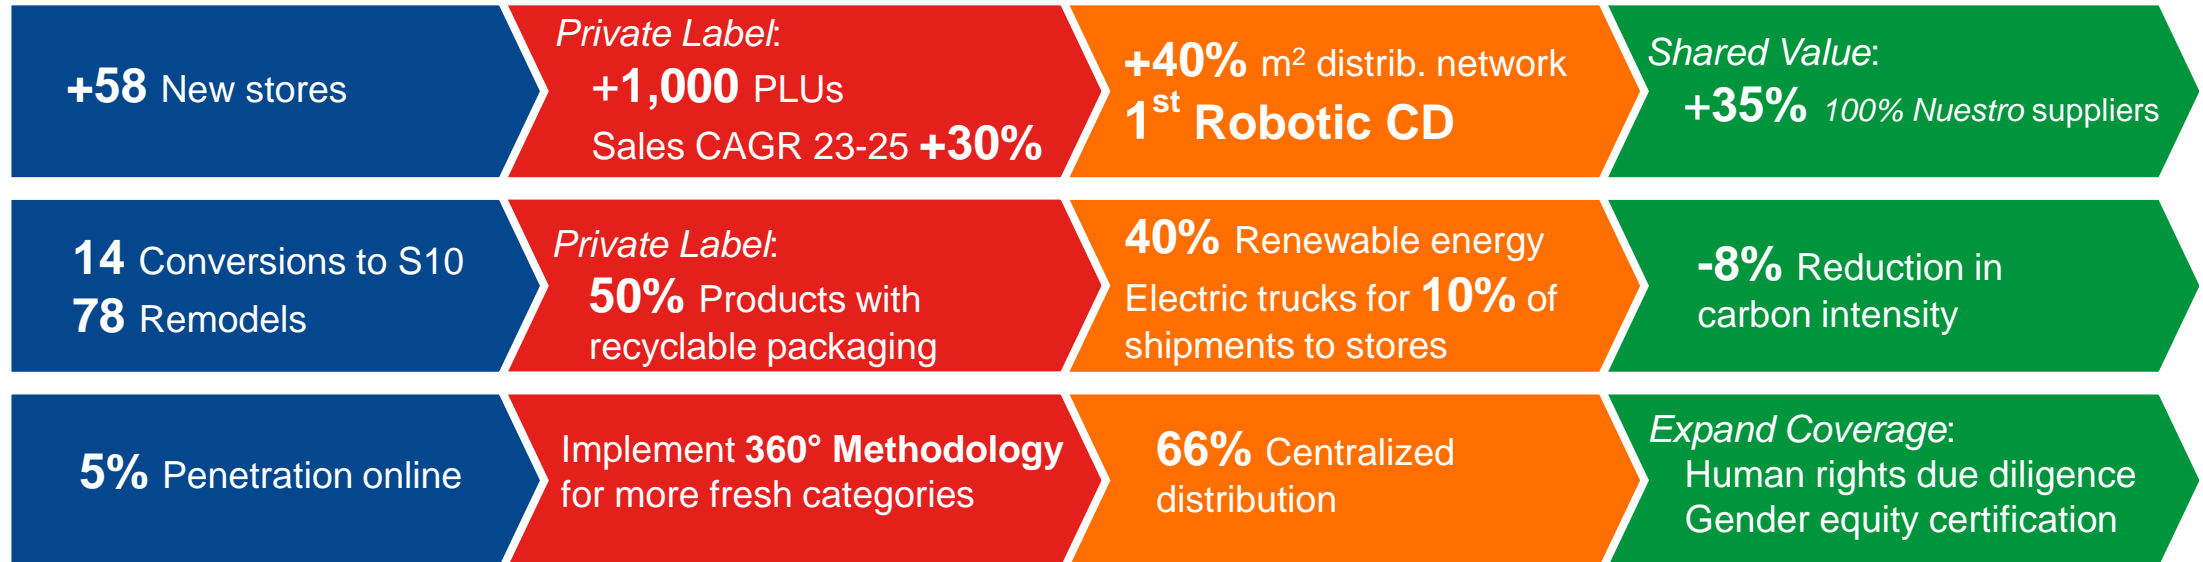 +58 New stores
Private Label:
+1,000 PLUs
Sales CAGR 23-25 +30%
+40% m² distrib. network
1st Robotic CD
Shared Value:
+35% 100% Nuestro suppliers
14 Conversions to S10
78 Remodels
Private Label:
50% Products with
recyclable packaging
40% Renewable energy
Electric trucks for 10% of
shipments to stores
-8% Reduction in
carbon intensity
5% Penetration online
Implement 360° Methodology
for more fresh categories
66% Centralized
distribution
Expand Coverage:
Human rights due diligence
Gender equity certification